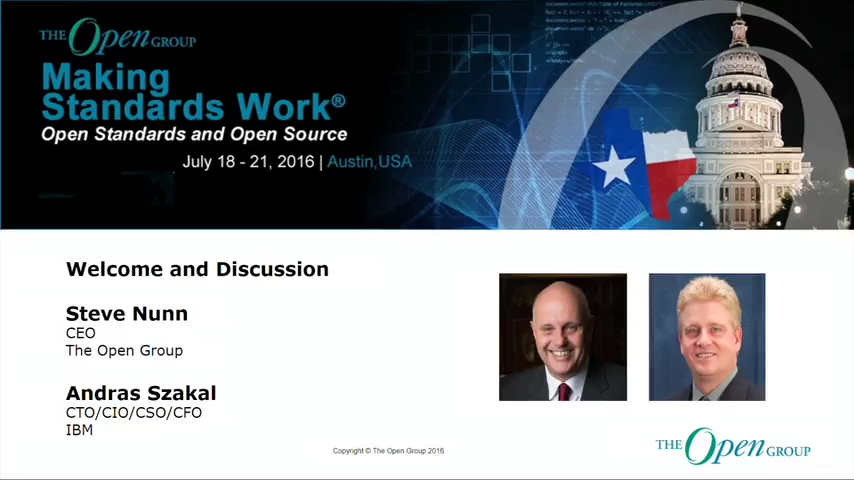 THE Open GROUP
Making
Standards Work®
Open Standards and Open Source
July 18 - 21, 2016 | Austin,USA
Welcome and Discussion
Steve Nunn
CEO
The Open Group
Andras Szakal
CTO/CIO/CSO/CFO
IBM
Copyright © The Open Group 2016
THE Open GROUP